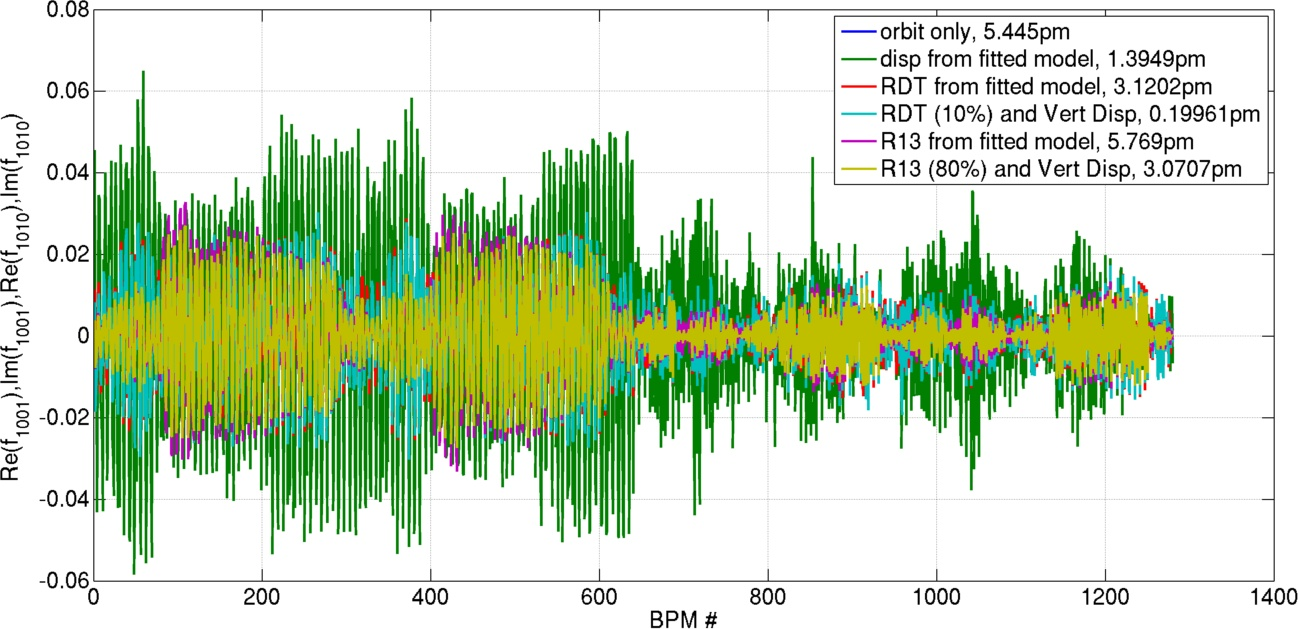 0.08
0.06
0.04
0.02
0
-0.02
-0.04
-0.06
Re(f1001),Im(f1001),Re(f1010),Im(f1010)
orbit only, 5.445pm
disp from fitted model, 1.3949pm
RDT from fitted model, 3.1202pm
RDT (10%) and Vert Disp, 0.19961pm
R13 from fitted model, 5.769pm
R13 (80%) and Vert Disp, 3.0707pm
0 200 400 600 800 1000 1200 1400
BPM #